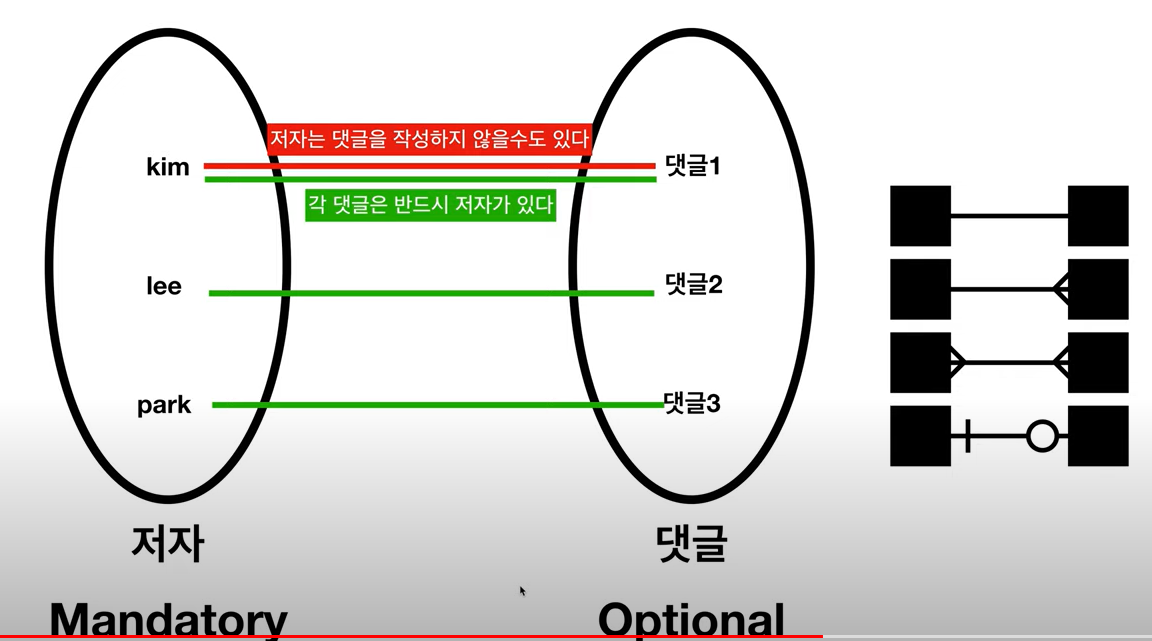 저자는 댓글을 작성하지 않을수도 있다
kim
댓글1
각 댓글은 반드시 저자가 있다
lee
댓글2
park
댓글3
저자
댓글
Mandatory
Optional